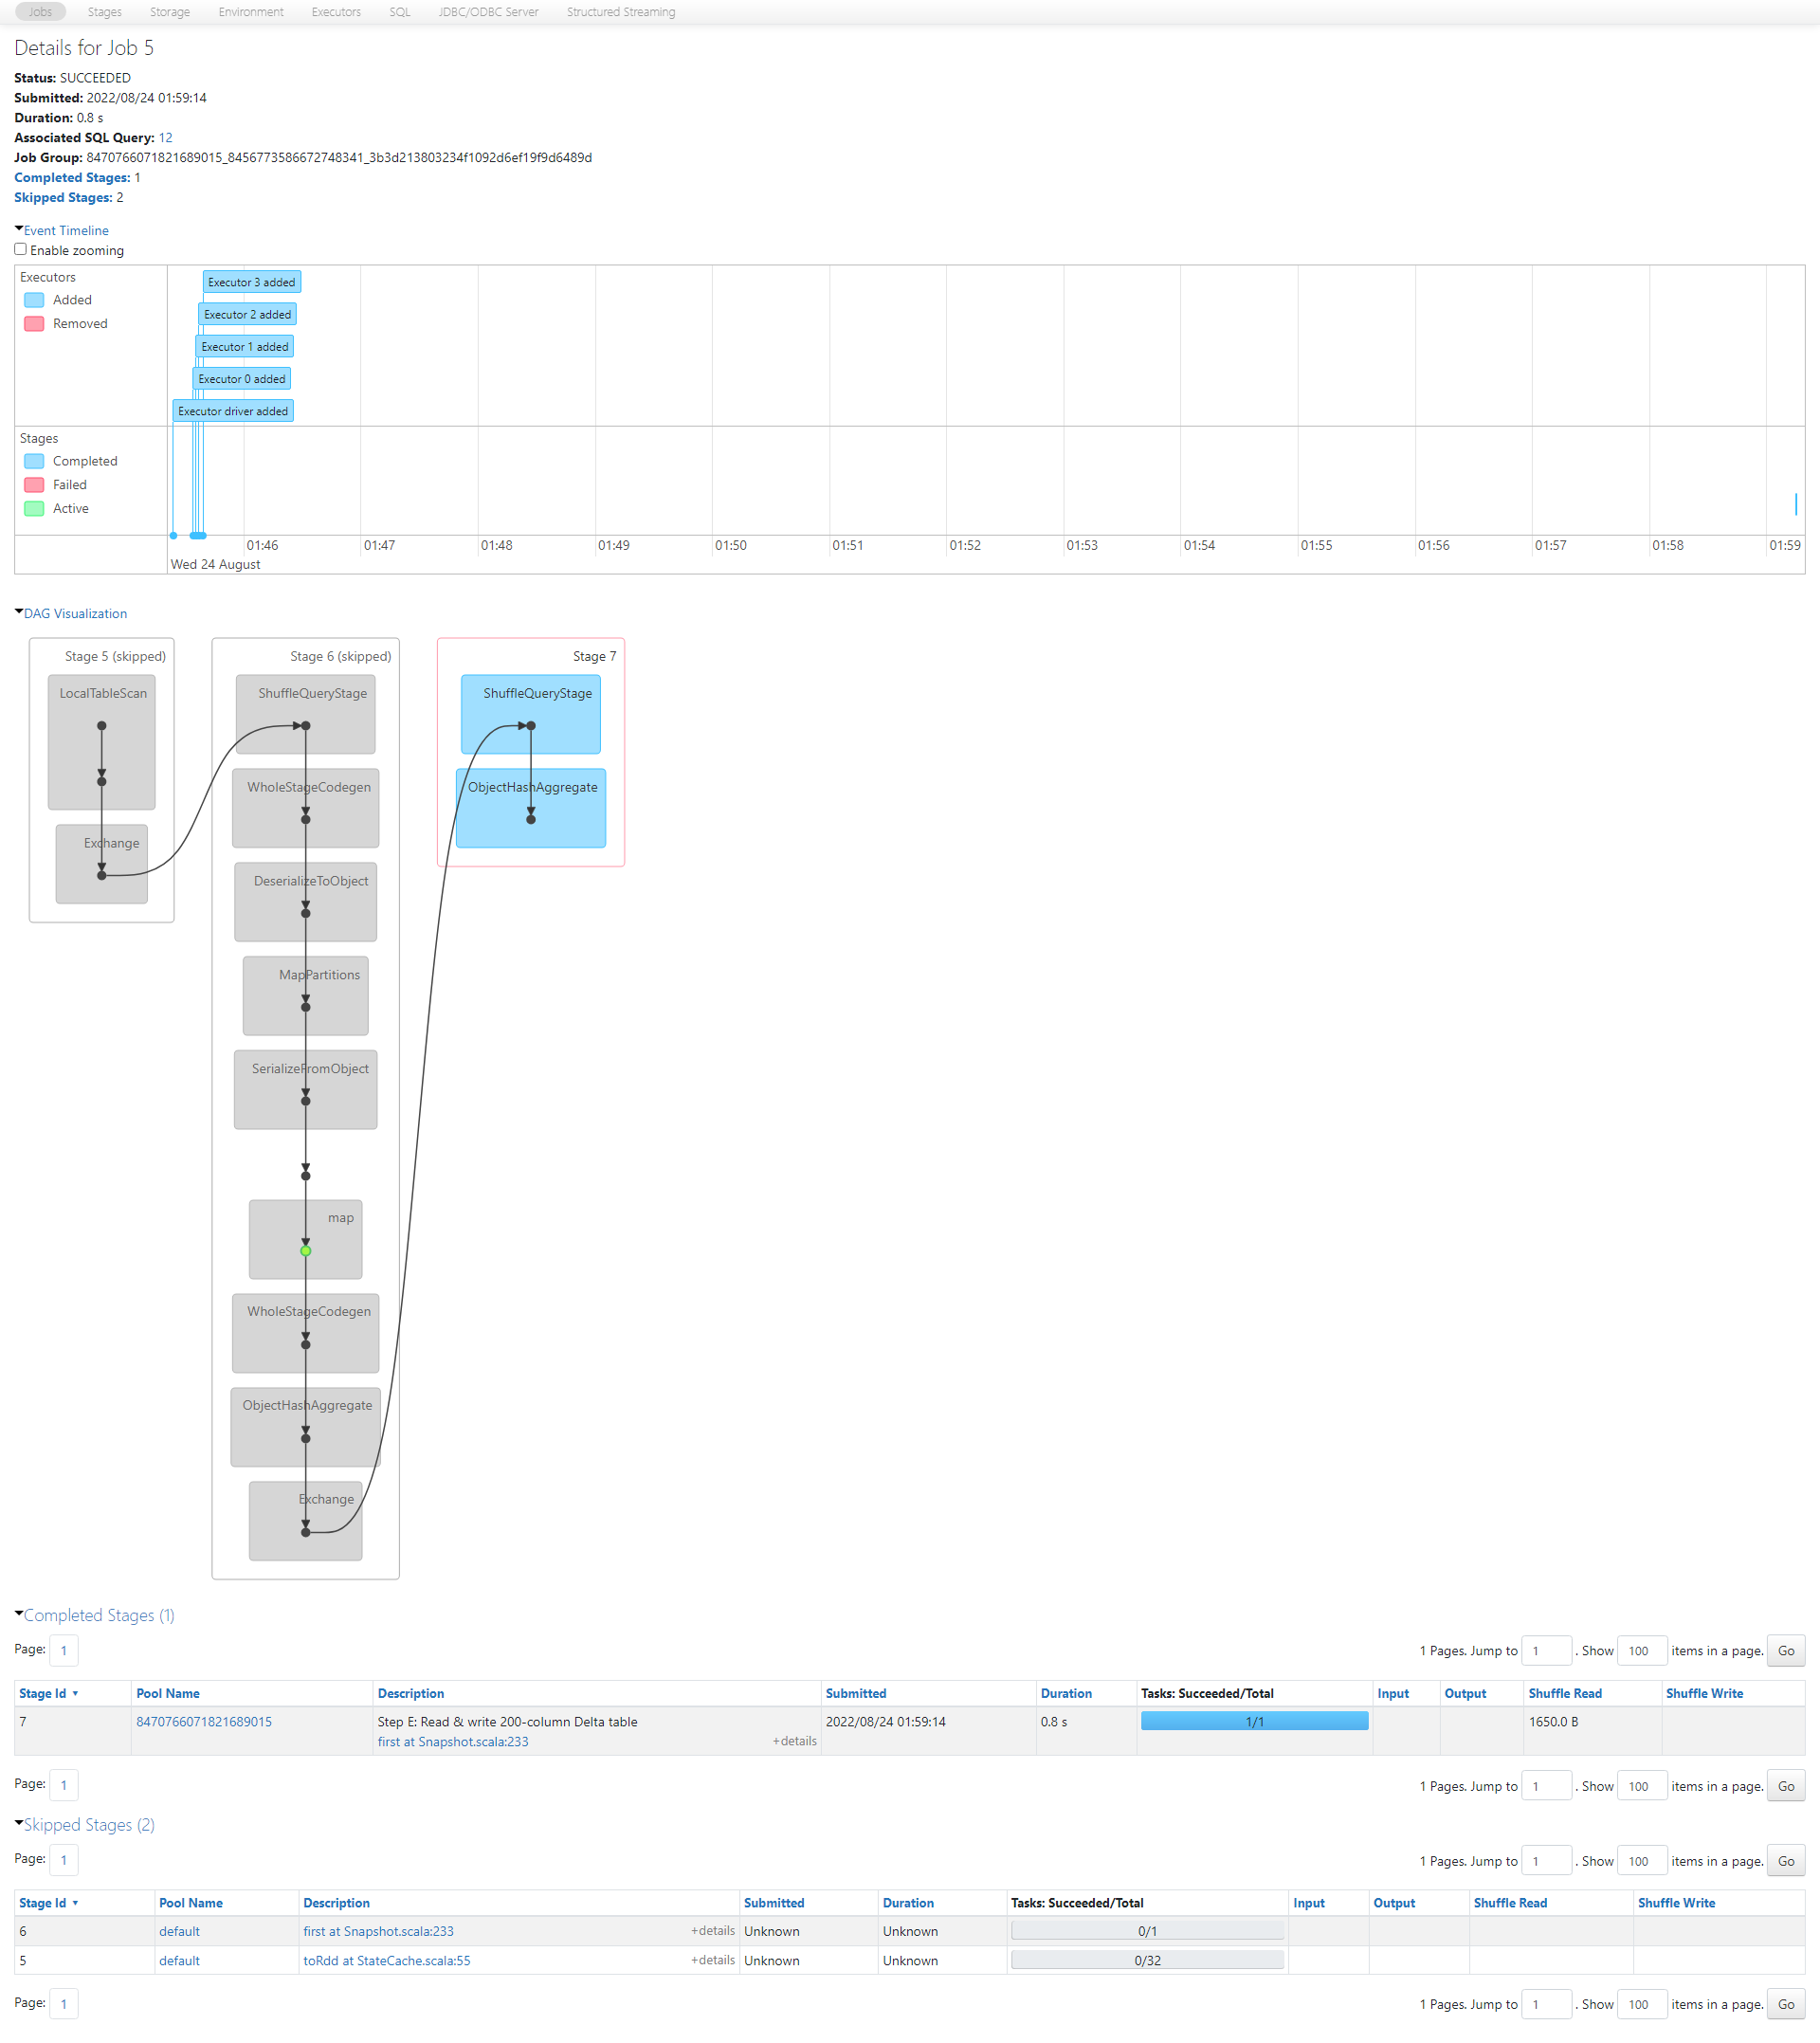 Jobs Stages Storage Environment Executors SQL JDBC/ODBC Server Structured Streaming
Details for Job 5
Status: SUCCEEDED
Submitted: 2022/08/24 01:59:14
Duration: 0.8 s
Associated SQL Query: 12
Job Group: 8470766071821689015_8456773586672748341_3b3d213803234f1092d6ef19f9d6489d
Completed Stages: 1
Skipped Stages: 2
Event Timeline
Enable zooming
Executors
Added
Removed
Executor 3 added
Executor 2 added
Executor 1 added
Executor 0 added
Executor driver added
Stages
Completed
Failed
Active
01:46 01:47 01:48 01:49 01:50 01:51 01:52 01:53 01:54 01:55 01:56 01:57 01:58 01:59
Wed 24 August
DAG Visualization
Stage 5 (skipped)
LocalTableScan
Exchange
Stage 6 (skipped)
ShuffleQueryStage
WholeStageCodegen
DeserializeToObject
MapPartitions
SerializeFromObject
map
WholeStageCodegen
ObjectHashAggregate
Exchange
Stage 7
ShuffleQueryStage
ObjectHashAggregate
Completed Stages (1)
Page: 1 1 Pages. Jump to 1 . Show 100 items in a page. Go
Stage Id Pool Name Description Submitted Duration Tasks: Succeeded/Total Input Output Shuffle Read Shuffle Write
7 8470766071821689015 Step E: Read & write 200-column Delta table 2022/08/24 01:59:14 0.8 s 1/1 1650.0 B
first at Snapshot.scala:233 +details
Page: 1 1 Pages. Jump to 1 . Show 100 items in a page. Go
Skipped Stages (2)
Page: 1 1 Pages. Jump to 1 . Show 100 items in a page. Go
Stage Id Pool Name Description Submitted Duration Tasks: Succeeded/Total Input Output Shuffle Read Shuffle Write
6 default first at Snapshot.scala:233 +details Unknown Unknown 0/1
5 default toRdd at StateCache.scala:55 +details Unknown Unknown 0/32
Page: 1 1 Pages. Jump to 1 . Show 100 items in a page. Go